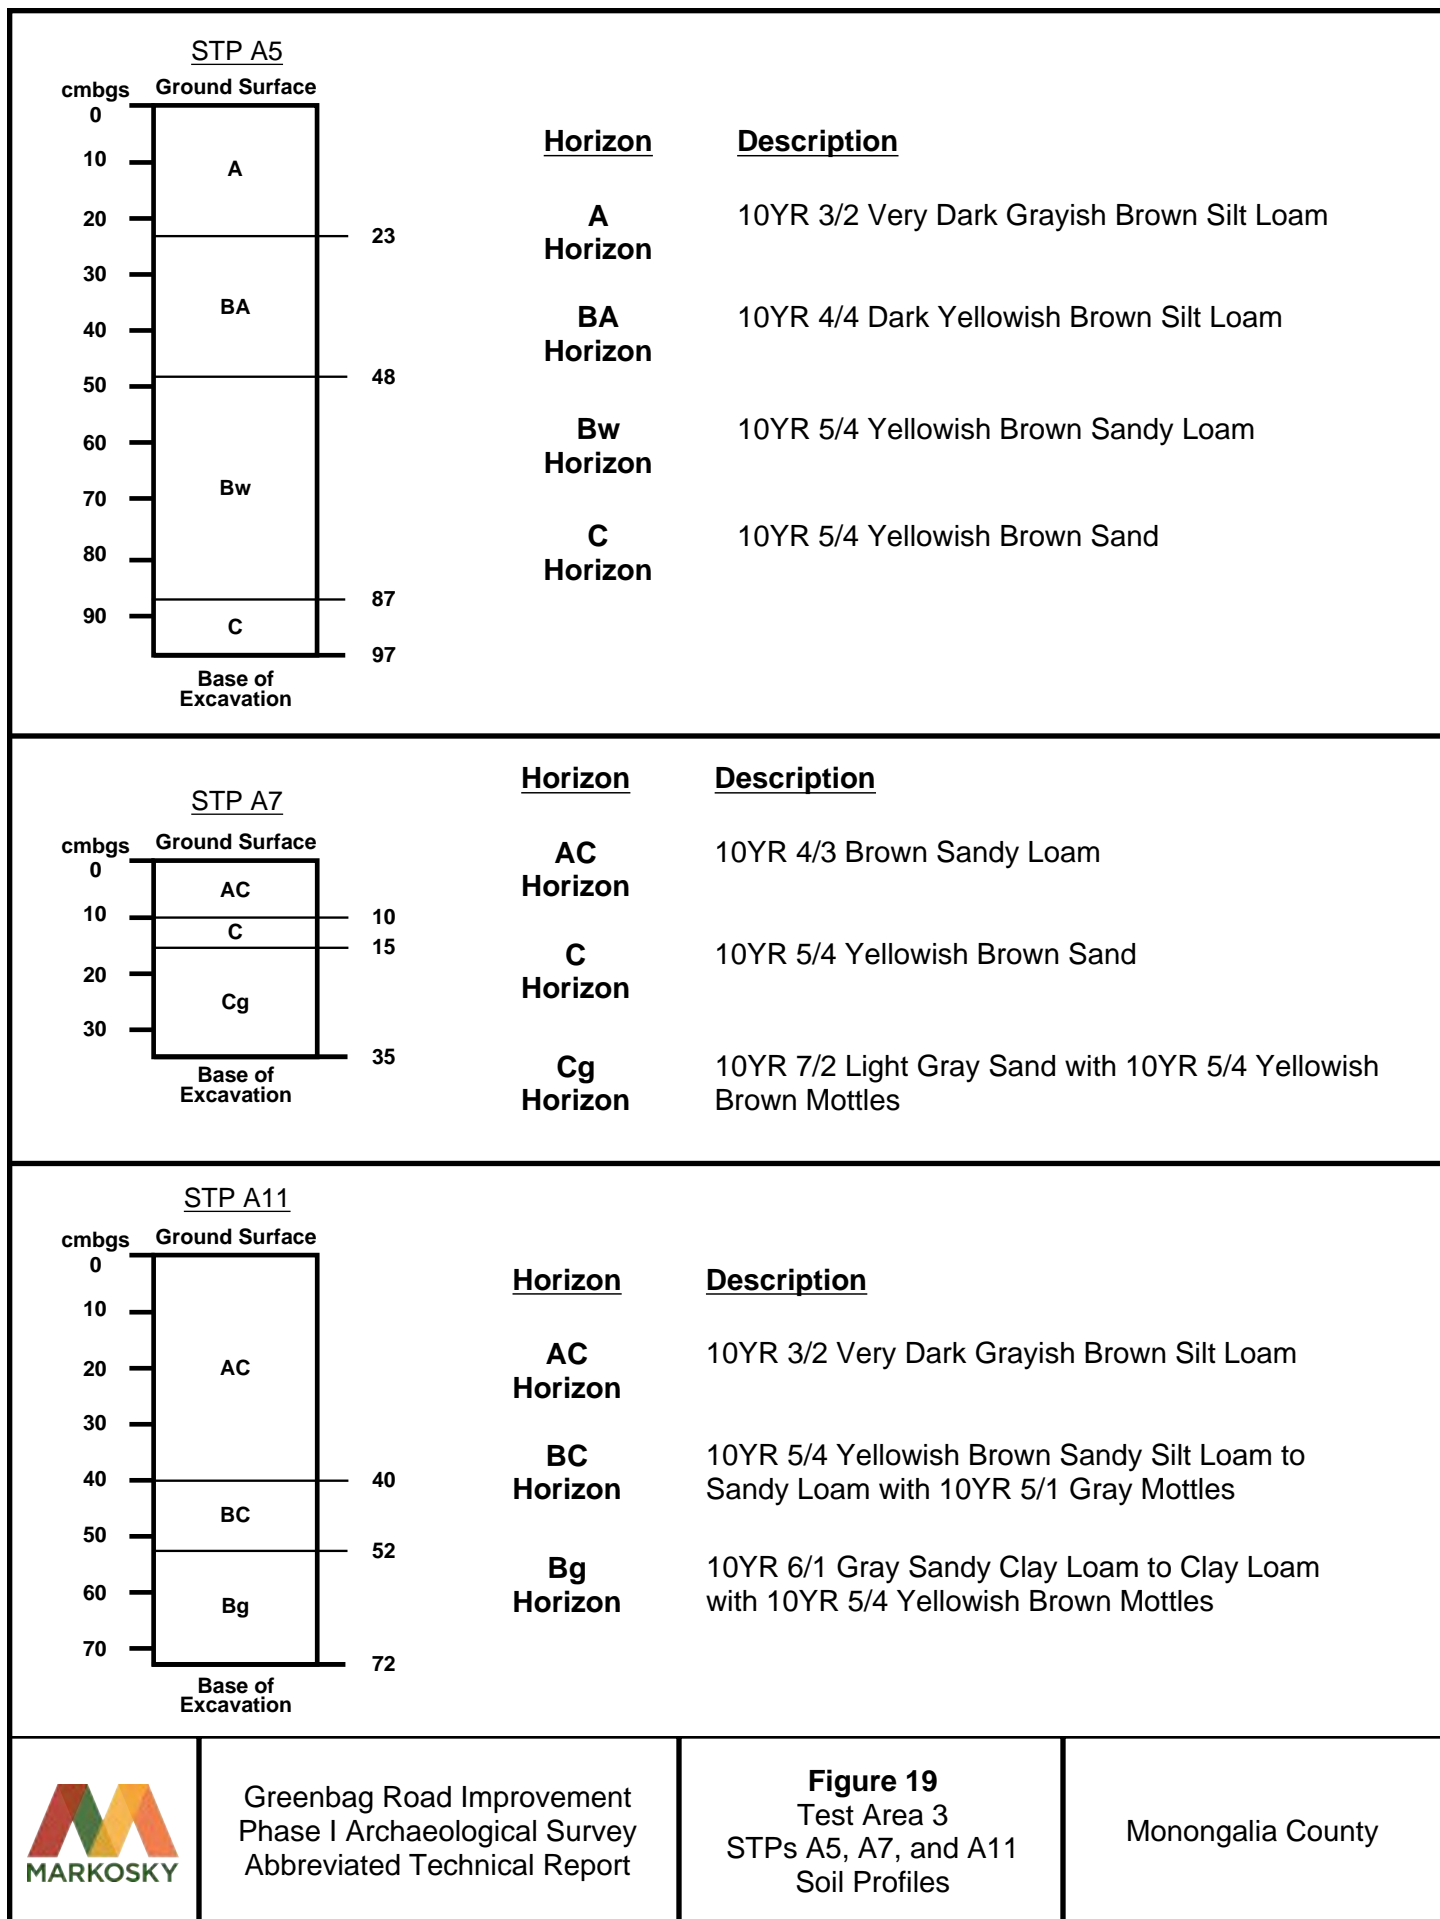 STP A5
cmbgs Ground Surface
0
10
A
20
23
30
BA
40
48
50
60
Bw
70
80
87
90
C
97
Base of
Excavation
Horizon Description
A 10YR 3/2 Very Dark Grayish Brown Silt Loam
Horizon
BA 10YR 4/4 Dark Yellowish Brown Silt Loam
Horizon
Bw 10YR 5/4 Yellowish Brown Sandy Loam
Horizon
C 10YR 5/4 Yellowish Brown Sand
Horizon
STP A7
cmbgs Ground Surface
0
AC
10
10
C
15
20
Cg
30
35
Base of
Excavation
Horizon Description
AC 10YR 4/3 Brown Sandy Loam
Horizon
C 10YR 5/4 Yellowish Brown Sand
Horizon
Cg 10YR 7/2 Light Gray Sand with 10YR 5/4 Yellowish
Horizon Brown Mottles
STP A11
cmbgs Ground Surface
0
10
20
AC
30
40
40
BC
50
52
60
Bg
70
72
Base of
Excavation
Horizon Description
AC 10YR 3/2 Very Dark Grayish Brown Silt Loam
Horizon
BC 10YR 5/4 Yellowish Brown Sandy Silt Loam to
Horizon Sandy Loam with 10YR 5/1 Gray Mottles
Bg 10YR 6/1 Gray Sandy Clay Loam to Clay Loam
Horizon with 10YR 5/4 Yellowish Brown Mottles
MARKOSKY
Greenbag Road Improvement
Phase I Archaeological Survey
Abbreviated Technical Report
Figure 19
Test Area 3
STPs A5, A7, and A11
Soil Profiles
Monongalia County